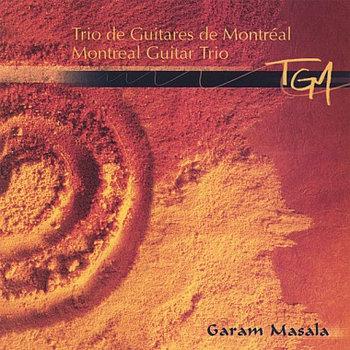 Trio de Guitares de Montréal
Montreal Guitar Trio
TGM
Garam Masala